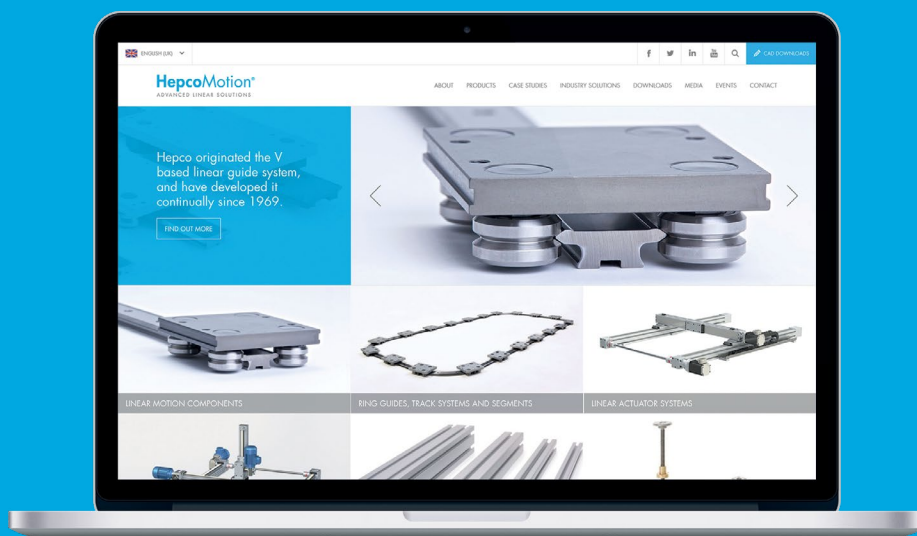 ENGLISH (UK)
CAD DOWNLOADS
HepcoMotion®
ADVANCED LINEAR SOLUTIONS
ABOUT PRODUCTS CASE STUDIES INDUSTRY SOLUTIONS DOWNLOADS MEDIA EVENTS CONTACT
Hepco originated the V
based linear guide system,
and have developed it
continually since 1969.
FIND OUT MORE
LINEAR MOTION COMPONENTS
RING GUIDES, TRACK SYSTEMS AND SEGMENTS
LINEAR ACTUATOR SYSTEMS